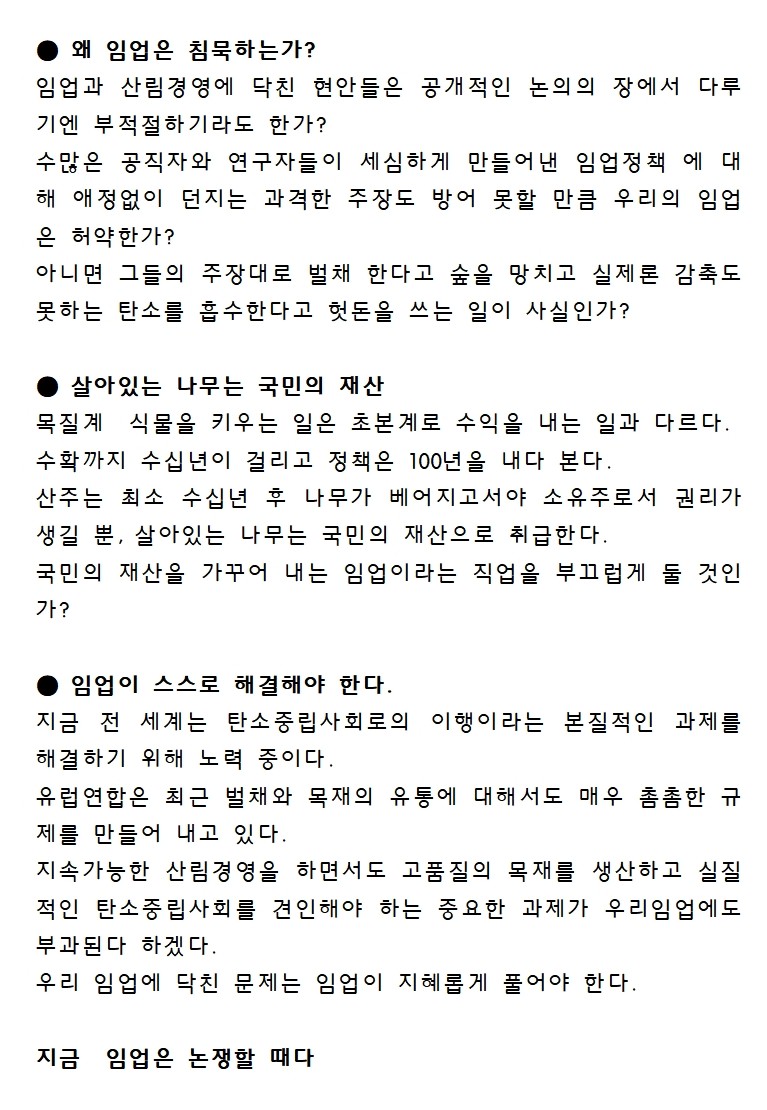 ● 왜 임업은 침묵하는가?
임업과 산림경영에 닥친 현안들은 공개적인 논의의 장에서 다루
기엔 부적절하기라도 한가?
수많은 공직자와 연구자들이 세심하게 만들어낸 임업정책 에 대
해 애정없이 던지는 과격한 주장도 방어 못할 만큼 우리의 임업
은 허약한가?
아니면 그들의 주장대로 벌채 한다고 숲을 망치고 실제론 감축도
못하는 탄소를 흡수한다고 헛돈을 쓰는 일이 사실인가?
● 살아있는 나무는 국민의 재산
목질계 식물을 키우는 일은 초본계로 수익을 내는 일과 다르다.
수확까지 수십년이 걸리고 정책은 100년을 내다 본다.
산주는 최소 수십년 후 나무가 베어지고서야 소유주로서 권리가
생길 뿐, 살아있는 나무는 국민의 재산으로 취급한다.
국민의 재산을 가꾸어 내는 임업이라는 직업을 부끄럽게 둘 것인
가?
● 임업이 스스로 해결해야 한다.
지금 전 세계는 탄소중립사회로의 이행이라는 본질적인 과제를
해결하기 위해 노력 중이다.
유럽연합은 최근 벌채와 목재의 유통에 대해서도 매우 촘촘한 규
제를 만들어 내고 있다.
지속가능한 산림경영을 하면서도 고품질의 목재를 생산하고 실질
적인 탄소중립사회를 견인해야 하는 중요한 과제가 우리임업에도
부과된다 하겠다.
우리 임업에 닥친 문제는 임업이 지혜롭게 풀어야 한다.
지금 임업은 논쟁할 때다